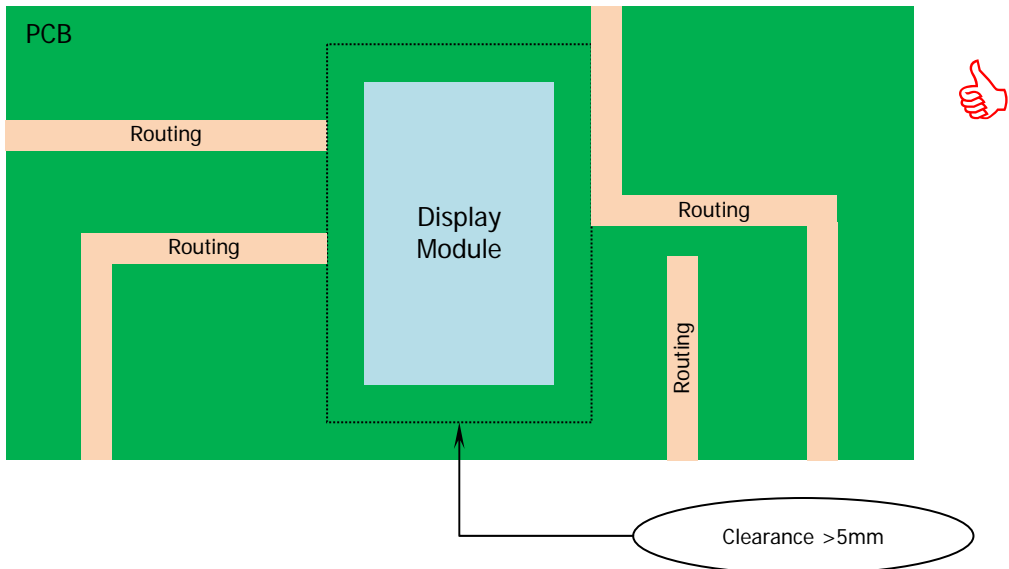 PCB
Routing
Routing
Display
Module
Routing
Routing
Clearance >5mm